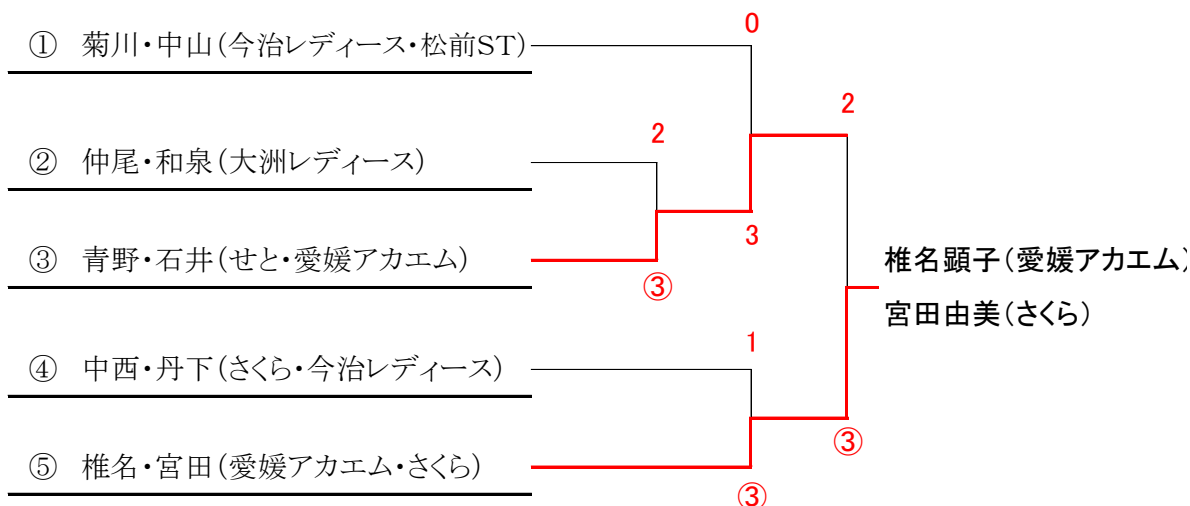 ① 菊川・中山(今治レディース・松前ST)
0
2
2
② 仲尾・和泉(大洲レディース)
3
③ 青野・石井(せと・愛媛アカエム)
③
椎名顕子(愛媛アカエム)
宮田由美(さくら)
1
④ 中西・丹下(さくら・今治レディース)
③
⑤ 椎名・宮田(愛媛アカエム・さくら)
③